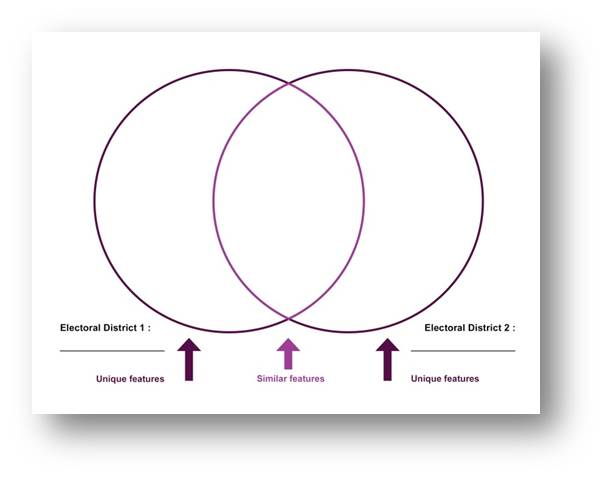 Electoral District 1 :
Electoral District 2 :
Unique features
Similar features
Unique features